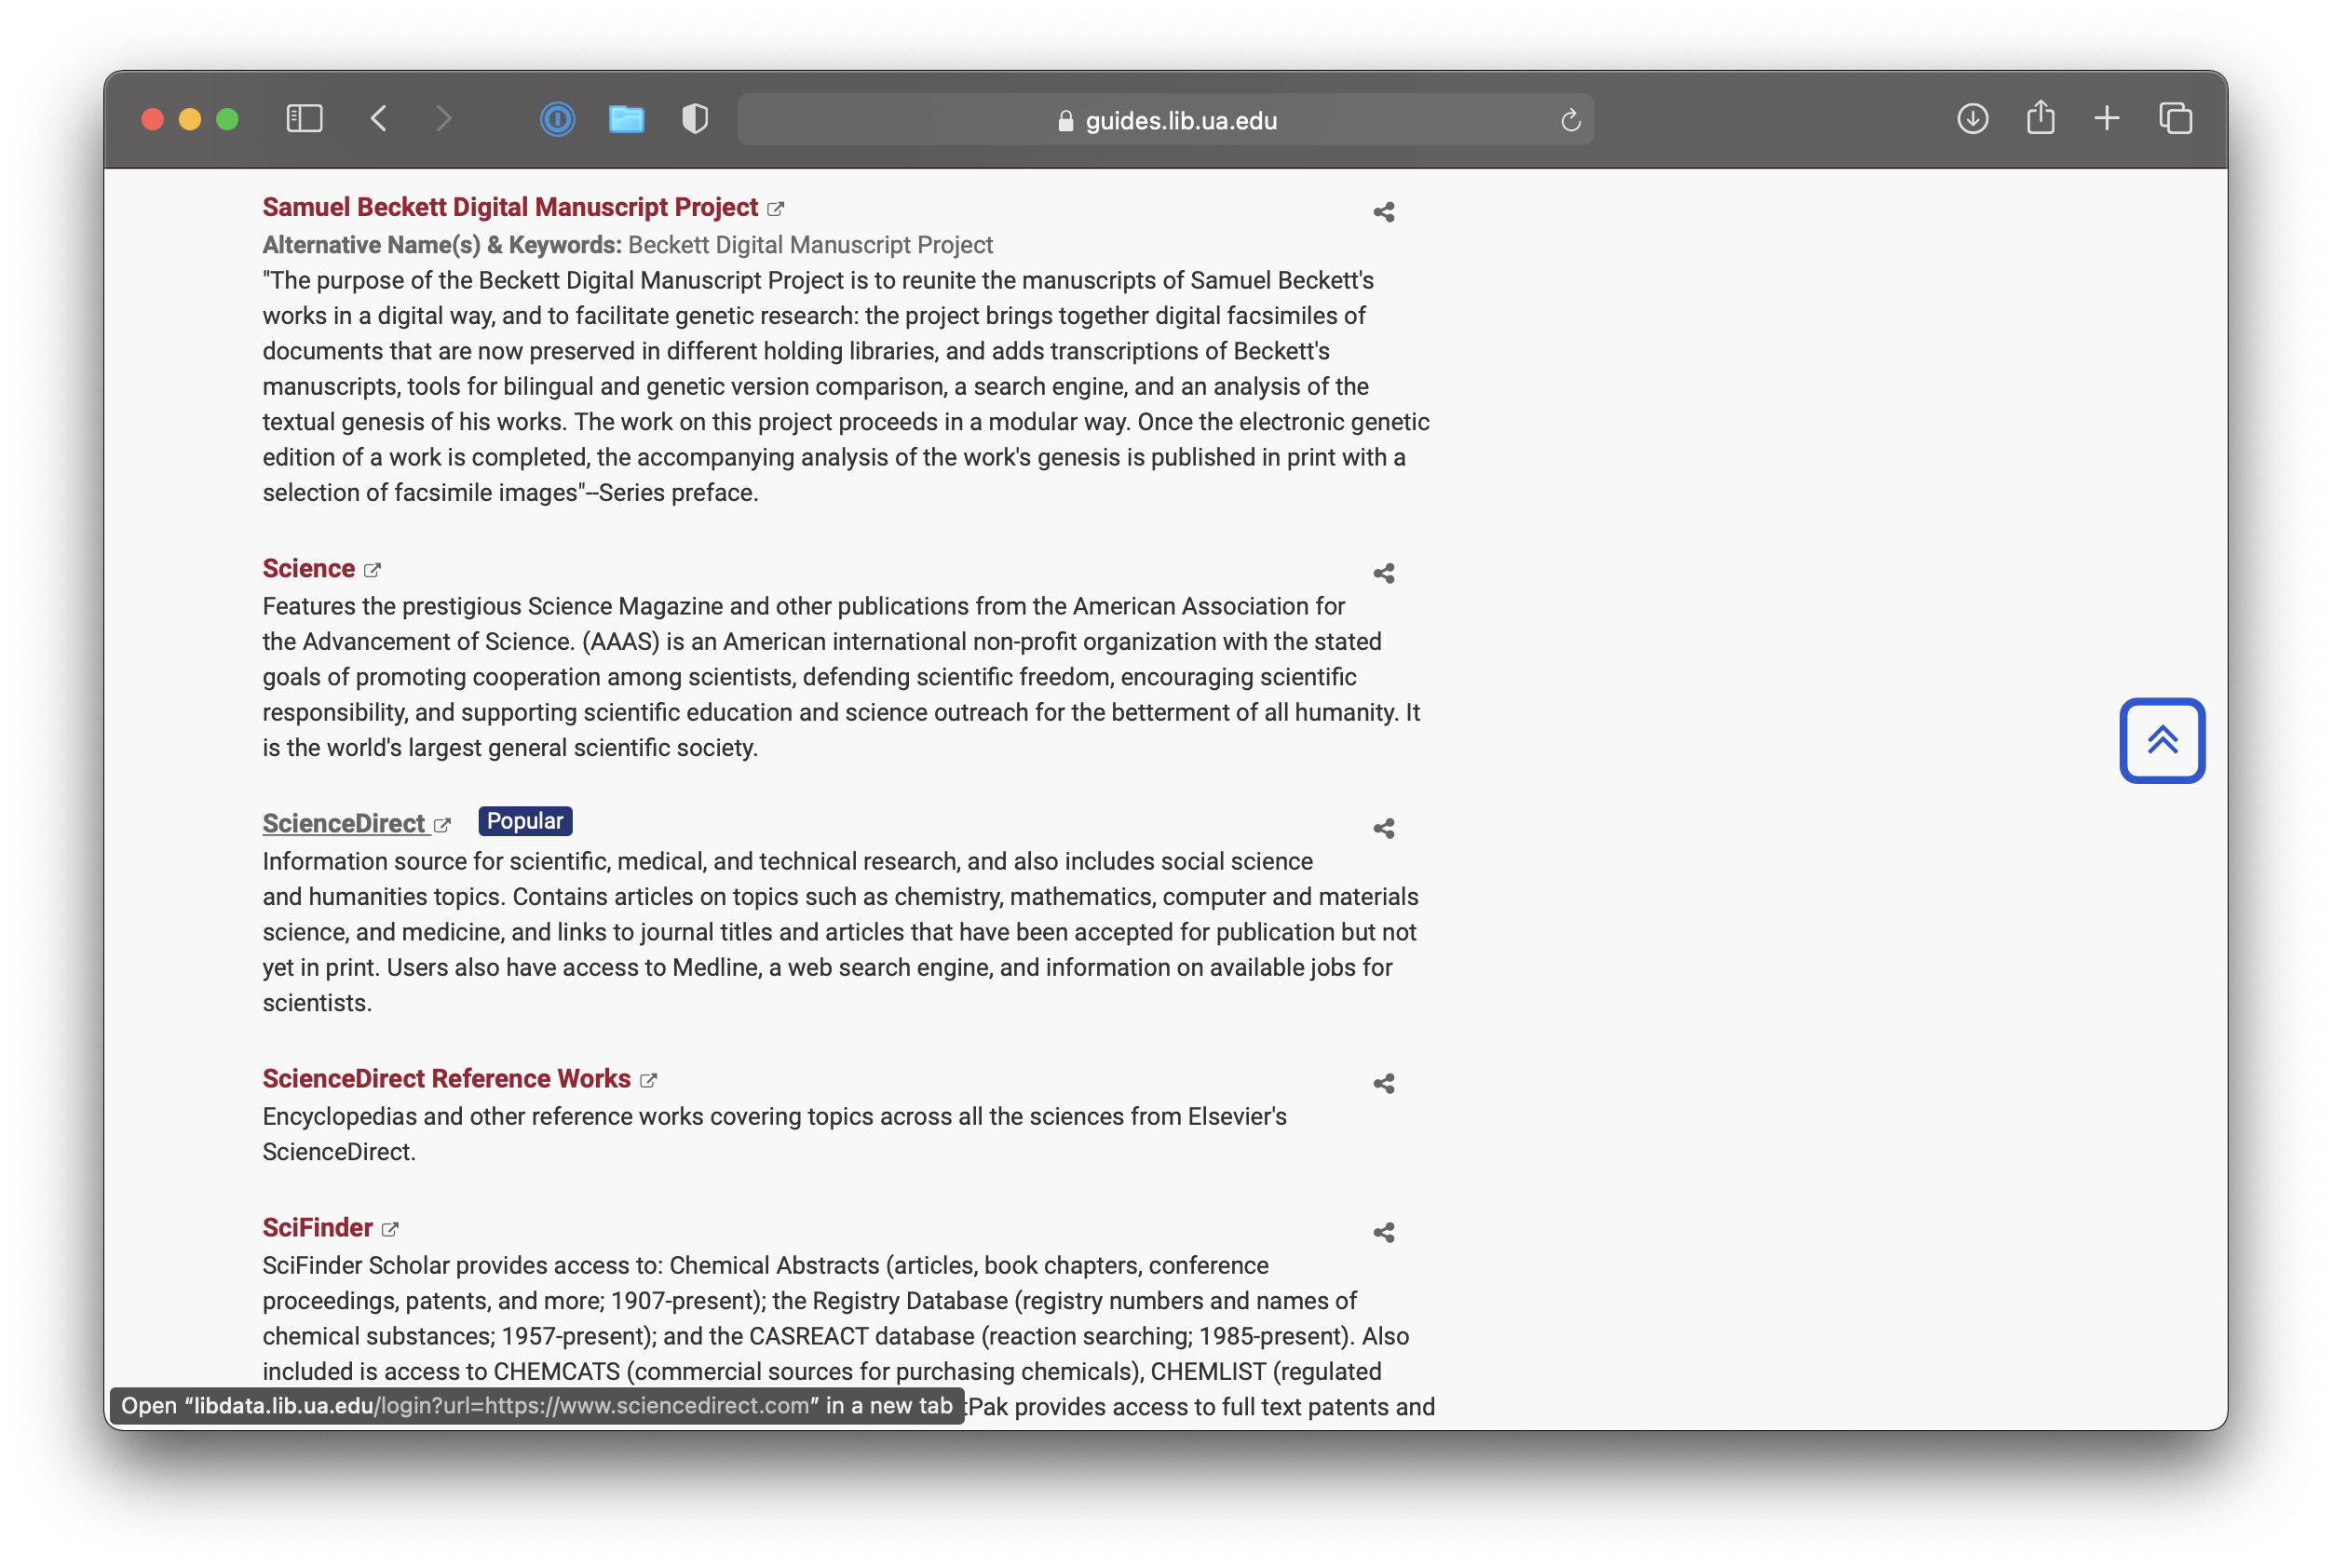 guides.lib.ua.edu
Samuel Beckett Digital Manuscript Project
Alternative Name(s) & Keywords: Beckett Digital Manuscript Project
"The purpose of the Beckett Digital Manuscript Project is to reunite the manuscripts of Samuel Beckett's
works in a digital way, and to facilitate genetic research: the project brings together digital facsimiles of
documents that are now preserved in different holding libraries, and adds transcriptions of Beckett's
manuscripts, tools for bilingual and genetic version comparison, a search engine, and an analysis of the
textual genesis of his works. The work on this project proceeds in a modular way. Once the electronic genetic
edition of a work is completed, the accompanying analysis of the work's genesis is published in print with a
selection of facsimile images"--Series preface.
Science
Features the prestigious Science Magazine and other publications from the American Association for
the Advancement of Science. (AAAS) is an American international non-profit organization with the stated
goals of promoting cooperation among scientists, defending scientific freedom, encouraging scientific
responsibility, and supporting scientific education and science outreach for the betterment of all humanity. It
is the world's largest general scientific society.
ScienceDirect Popular
Information source for scientific, medical, and technical research, and also includes social science
and humanities topics. Contains articles on topics such as chemistry, mathematics, computer and materials
science, and medicine, and links to journal titles and articles that have been accepted for publication but not
yet in print. Users also have access to Medline, a web search engine, and information on available jobs for
scientists.
ScienceDirect Reference Works
Encyclopedias and other reference works covering topics across all the sciences from Elsevier's
ScienceDirect.
SciFinder
SciFinder Scholar provides access to: Chemical Abstracts (articles, book chapters, conference
proceedings, patents, and more; 1907-present); the Registry Database (registry numbers and names of
chemical substances; 1957-present); and the CASREACT database (reaction searching; 1985-present). Also
included is access to CHEMCATS (commercial sources for purchasing chemicals), CHEMLIST (regulated
Open “libdata.lib.ua.edu/login?url=https://www.sciencedirect.com” in a new tab tPak provides access to full text patents and